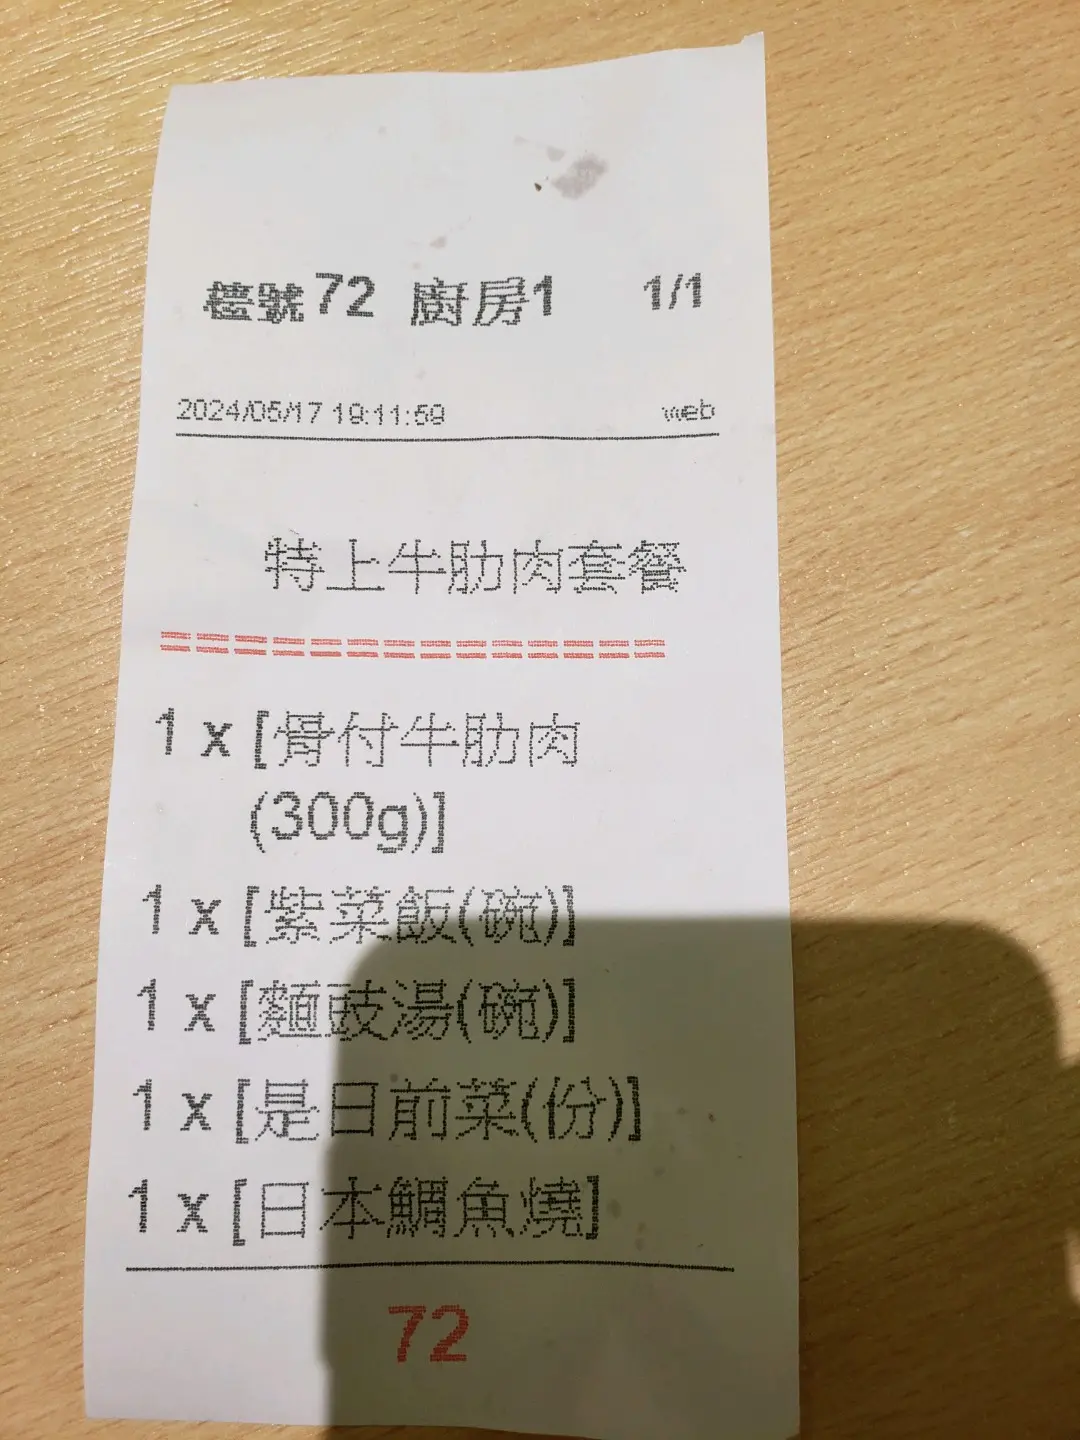 檯號72 廚房1 1/1
2024/05/17 19:11:59 web
特上牛肋肉套餐
==============
1 x [骨付牛肋肉
(300g)]
1 x [紫菜飯(碗)]
1 x [麵豉湯(碗)]
1 x [是日前菜(份)]
1 x [日本鯛魚燒]
72